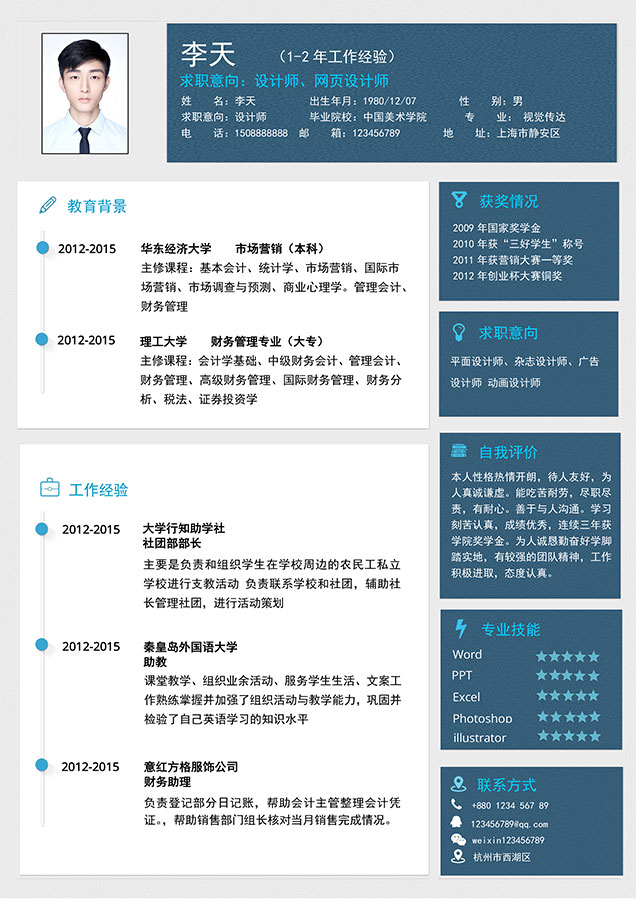 李天 （1-2 年工作经验）
求职意向：设计师、网页设计师
姓 名：李天 出生年月：1980/12/07 性 别：男
求职意向：设计师 毕业院校：中国美术学院 专 业： 视觉传达
电 话：1508888888 邮 箱：123456789 地 址：上海市静安区
教育背景
2012-2015 华东经济大学 市场营销（本科）
主修课程：基本会计、统计学、市场营销、国际市
场营销、市场调查与预测、商业心理学。管理会计、
财务管理
2012-2015 理工大学 财务管理专业（大专）
主修课程：会计学基础、中级财务会计、管理会计、
财务管理、高级财务管理、国际财务管理、财务分
析、税法、证券投资学
工作经验
2012-2015 大学行知助学社
社团部部长
主要是负责和组织学生在学校周边的农民工私立
学校进行支教活动 负责联系学校和社团，辅助社
长管理社团，进行活动策划
2012-2015 秦皇岛外国语大学
助教
课堂教学、组织业余活动、服务学生生活、文案工
作熟练掌握并加强了组织活动与教学能力，巩固并
检验了自己英语学习的知识水平
2012-2015 意红方格服饰公司
财务助理
负责登记部分日记账，帮助会计主管整理会计凭
证。，帮助销售部门组长核对当月销售完成情况。
获奖情况
2009 年国家奖学金
2010 年获“三好学生”称号
2011 年获营销大赛一等奖
2012 年创业杯大赛铜奖
求职意向
平面设计师、杂志设计师、广告
设计师 动画设计师
自我评价
本人性格热情开朗，待人友好，为
人真诚谦虚。能吃苦耐劳，尽职尽
责，有耐心。善于与人沟通。学习
刻苦认真，成绩优秀，连续三年获
学院奖学金。为人诚恳勤奋好学脚
踏实地，有较强的团队精神，工作
积极进取，态度认真。
专业技能
Word
PPT
Excel
Photoshop
illustrator
联系方式
+880 1234 567 89
123456789@qq.com
weixin123456789
杭州市西湖区